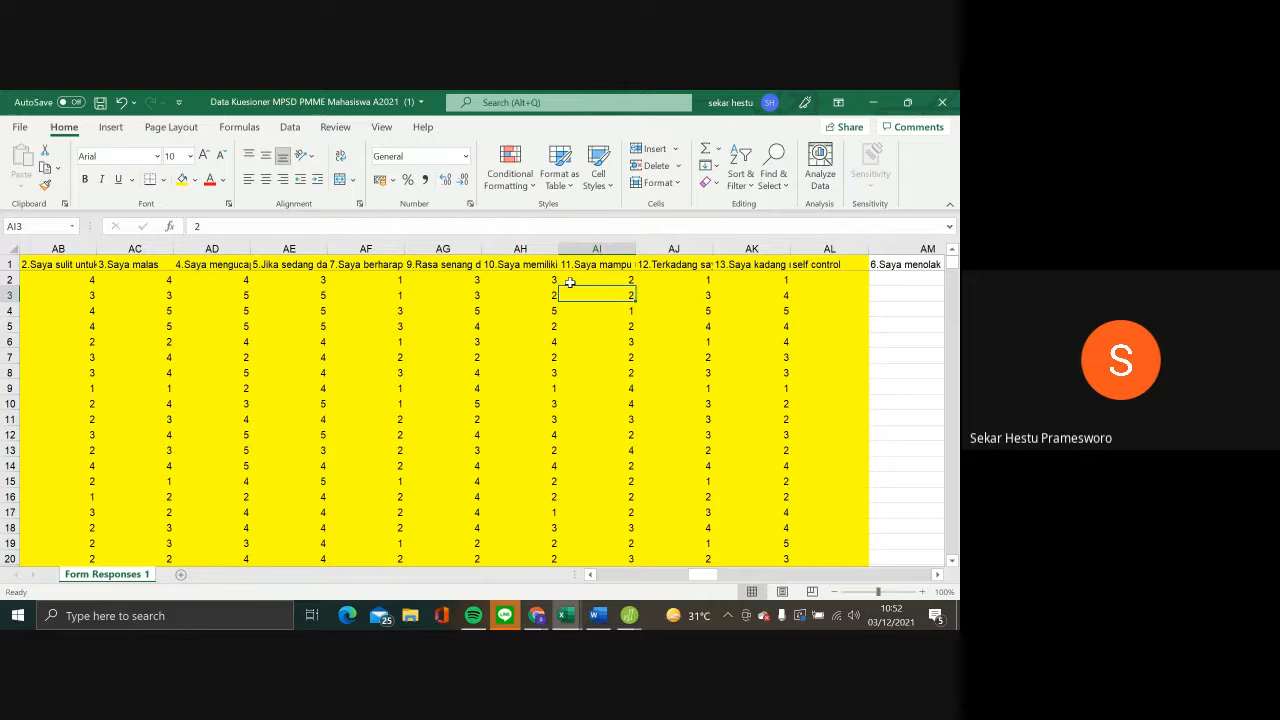 AutoSave Off Data Kuesioner MPSD PMME Mahasiswa A2021 (1) Search (Alt+Q) sekar hestu SH
File Home Insert Page Layout Formulas Data Review View Help Share Comments
Paste Arial 10 General Conditional Formatting Format as Table Cell Styles Insert Delete Format Sort & Filter Find & Select Analyze Data Sensitivity
Clipboard Font Alignment Number Styles Cells Editing Analysis Sensitivity
AI3 fx 2
AB AC AD AE AF AG AH AI AJ AK AL AM
1 2.Saya sulit untuk 3.Saya malas 4.Saya mengucap 5.Jika sedang da 7.Saya berharap 9.Rasa senang d 10.Saya memiliki 11.Saya mampu 12.Terkadang sa 13.Saya kadang self control 6.Saya menolak
2 4 4 4 3 1 3 3 2 1 1
3 3 3 5 5 1 3 2 2 3 4
4 4 5 5 5 3 5 5 1 5 5
5 4 5 5 5 3 4 2 2 4 4
6 2 2 4 4 1 3 4 3 1 4
7 3 4 2 4 2 2 2 2 2 3
8 3 4 5 4 3 4 3 2 3 3
9 1 1 2 4 1 4 1 4 1 1
10 2 4 3 5 1 5 3 4 3 2
11 2 3 4 4 2 2 3 3 3 2
12 3 4 5 5 2 4 4 2 3 3
13 2 3 5 3 2 4 2 4 3 2
14 4 4 5 4 2 4 4 2 4 4
15 2 1 4 5 1 4 2 2 1 2
16 1 2 2 4 2 4 2 2 2 2
17 3 2 4 4 2 4 1 2 3 4
18 2 3 4 4 2 4 3 3 4 4
19 2 3 3 4 1 2 2 2 1 5
20 2 2 4 4 2 2 2 3 2 3
Form Responses 1
Ready 100%
Type here to search 25 31°C 10:52 5
03/12/2021
S
Sekar Hestu Pramesworo